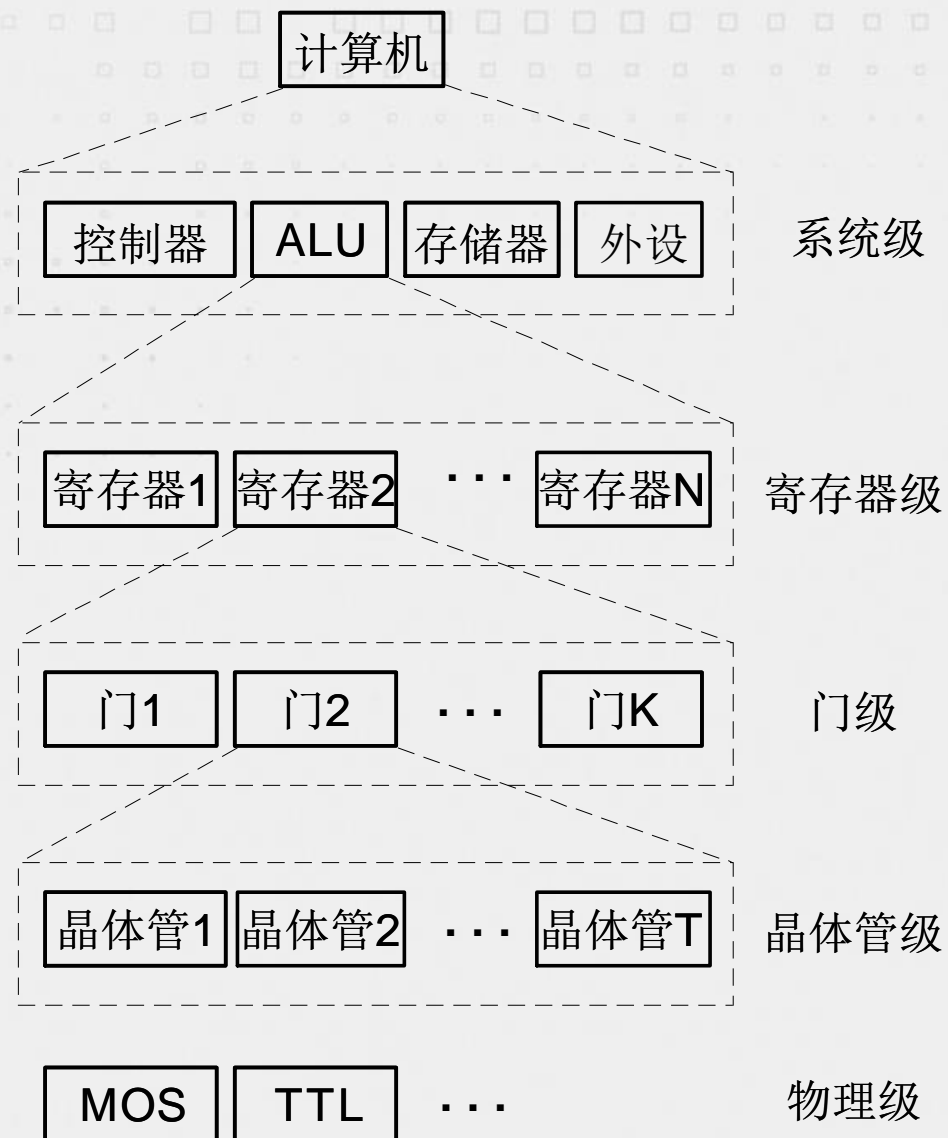 计算机
控制器 ALU 存储器 外设 系统级
寄存器1 寄存器2 ··· 寄存器N 寄存器级
门1 门2 ··· 门K 门级
晶体管1 晶体管2 ··· 晶体管T 晶体管级
MOS TTL ··· 物理级